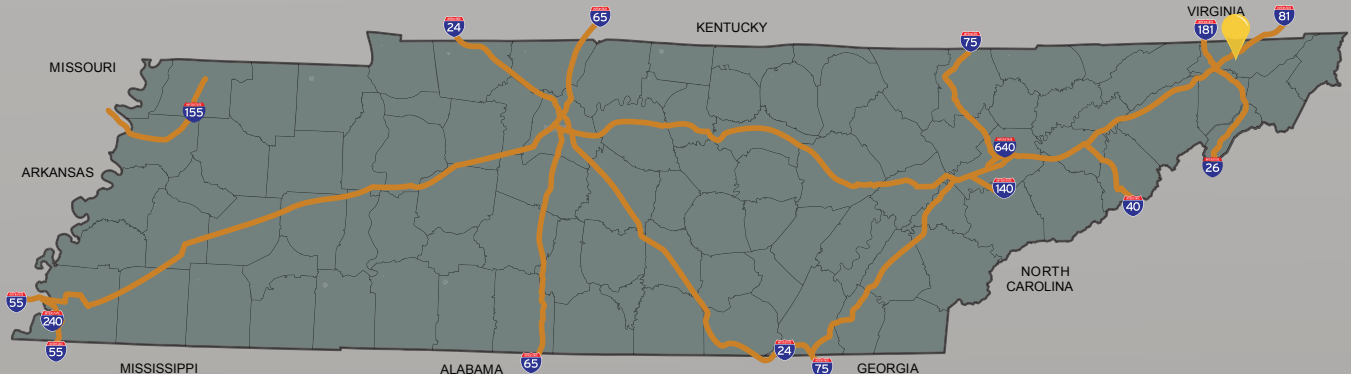 VIRGINIA
81
65
24
181
KENTUCKY
75
MISSOURI
155
640
ARKANSAS
26
140
40
NORTH
CAROLINA
55
240
55
24
65
75
MISSISSIPPI
ALABAMA
GEORGIA